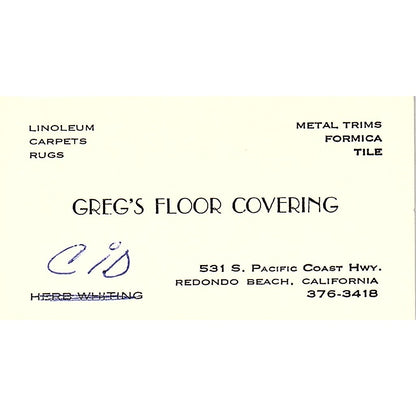 LINOLEUM
CARPETS
RUGS
METAL TRIMS
FORMICA
TILE
GREG'S FLOOR COVERING
CID
HERB WHITING
531 S. PACIFIC COAST HWY.
REDONDO BEACH, CALIFORNIA
376-3418